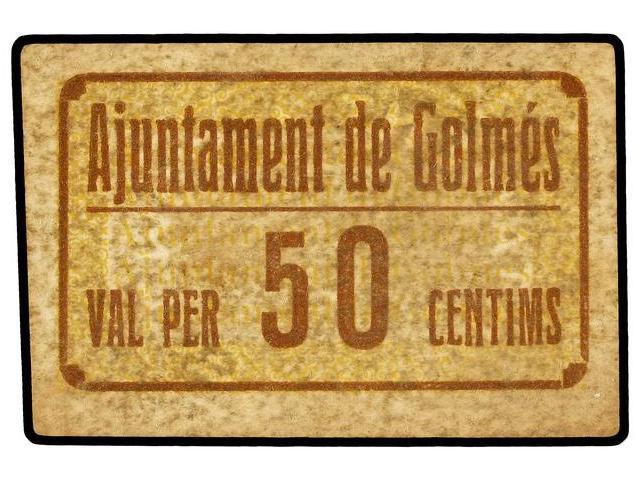 Ajuntament de Golmés
VAL PER 50 CENTIMS